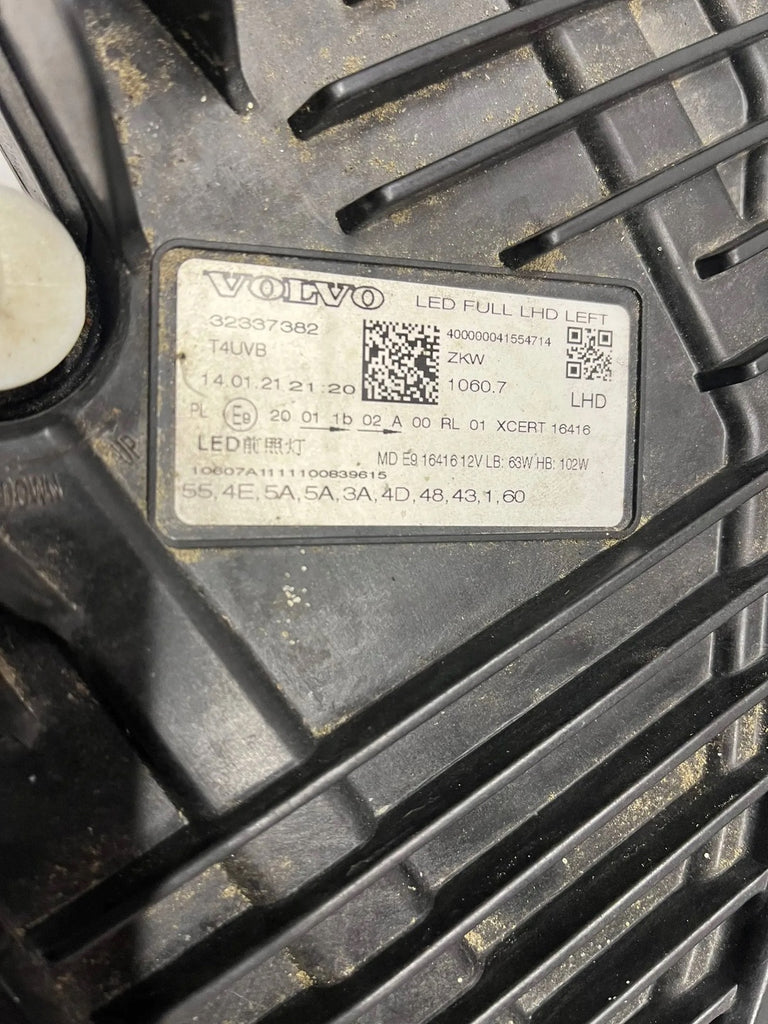 VOLVO LED FULL LHD LEFT
32337382 400000041554714
T4UVB ZKW
14.01.21 21:20 1060.7 LHD
PL E9 20 01 1b 02 A 00 RL 01 XCERT 16416
LED前照灯 MD E9 16416 12V LB: 63W HB: 102W
10607A1111100839615
55,4E,5A,5A,3A,4D,48,43,1,60